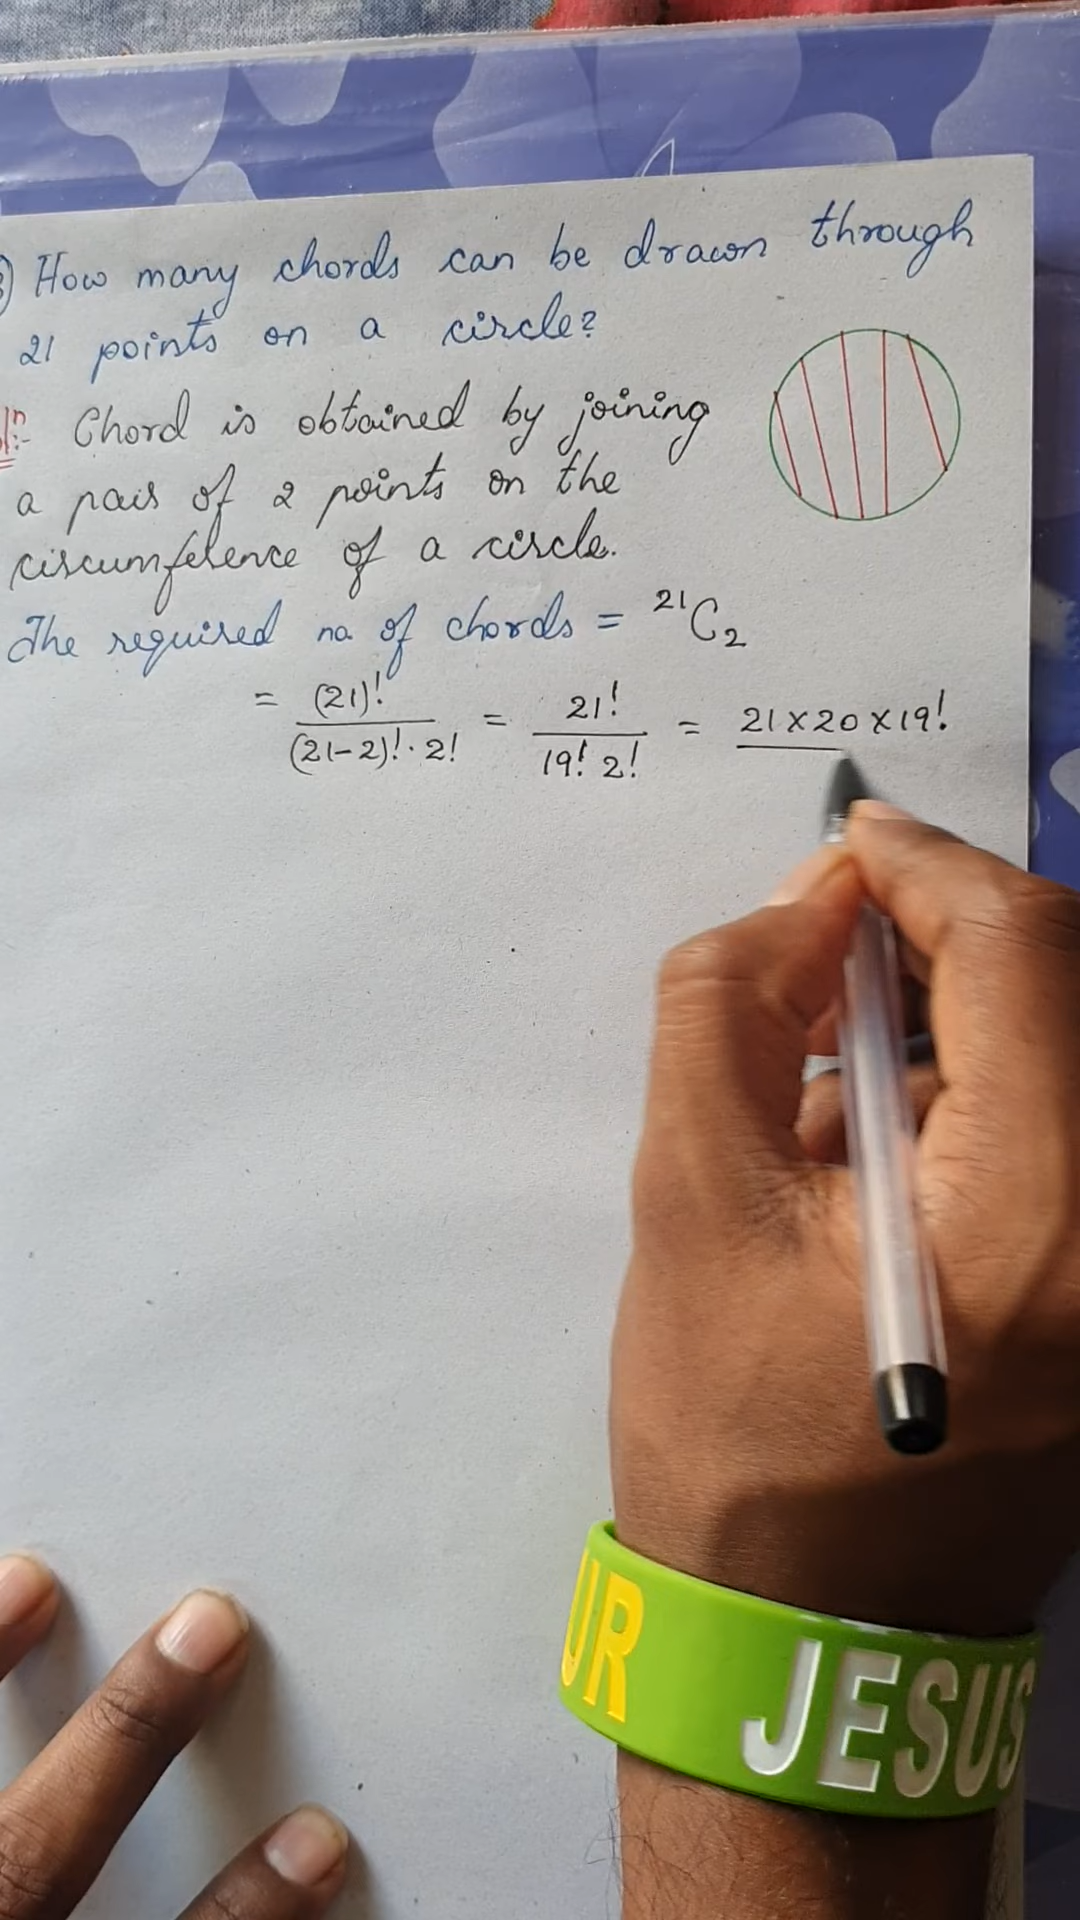 How many chords can be drawn through
21 points on a circle?
Chord is obtained by joining
a pair of 2 points on the
circumference of a circle.
The required no. of chords = ²¹C₂
= (21)!/(21-2)!·2! = 21!/19! 2! = 21×20×19!
UR JESUS